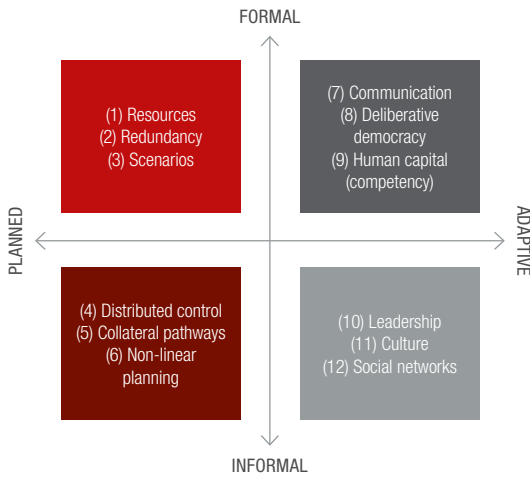 FORMAL
(1) Resources
(2) Redundancy
(3) Scenarios
(7) Communication
(8) Deliberative
democracy
(9) Human capital
(competency)
PLANNED
ADAPTIVE
(4) Distributed control
(5) Collateral pathways
(6) Non-linear
planning
(10) Leadership
(11) Culture
(12) Social networks
INFORMAL